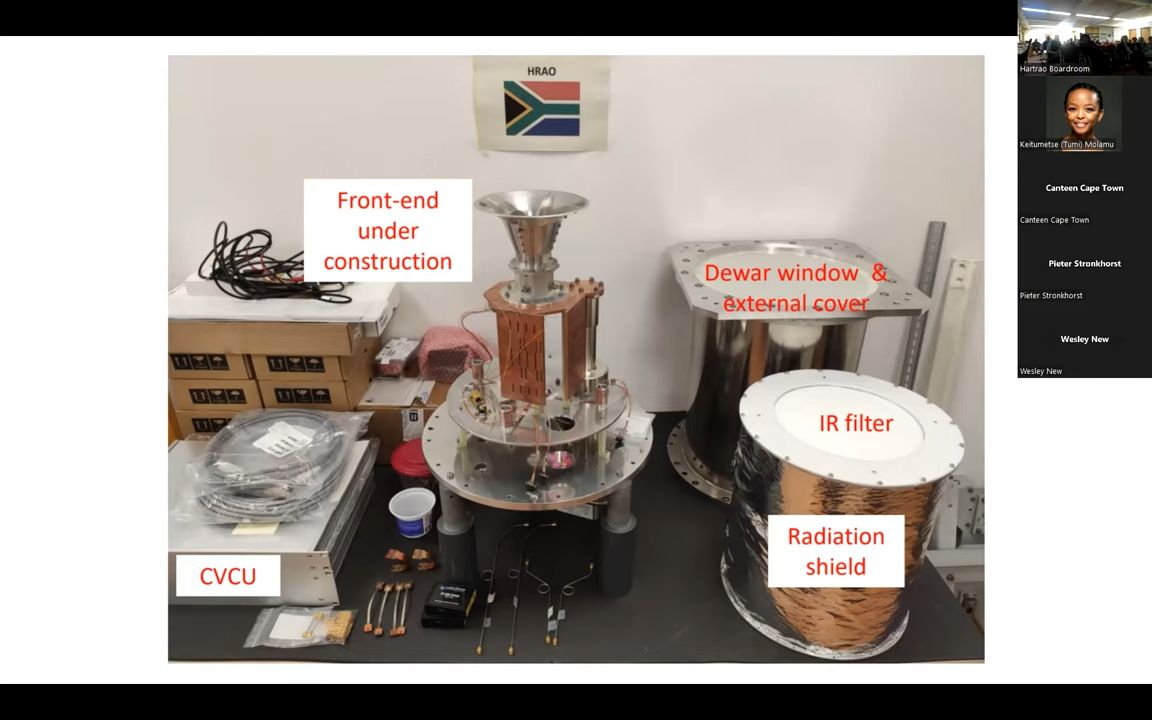 HRAO
Front-end
under
construction
Dewar window &
external cover
IR filter
Radiation
shield
CVCU
Hartrao Boardroom
Keitumetse (Tumi) Molamu
Canteen Cape Town
Canteen Cape Town
Pieter Stronkhorst
Pieter Stronkhorst
Wesley New
Wesley New